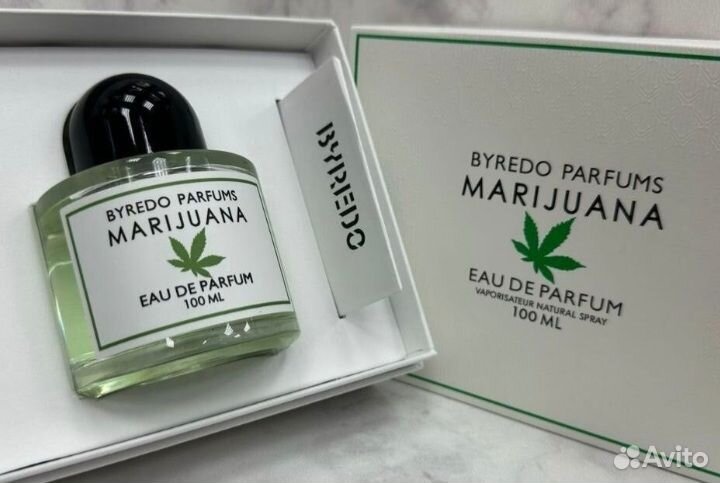 BYREDO PARFUMS
MARIJUANA
EAU DE PARFUM
100 ML
BYREDO
BYREDO PARFUMS
MARIJUANA
EAU DE PARFUM
VAPORISATEUR NATURAL SPRAY
100 ML
Avito